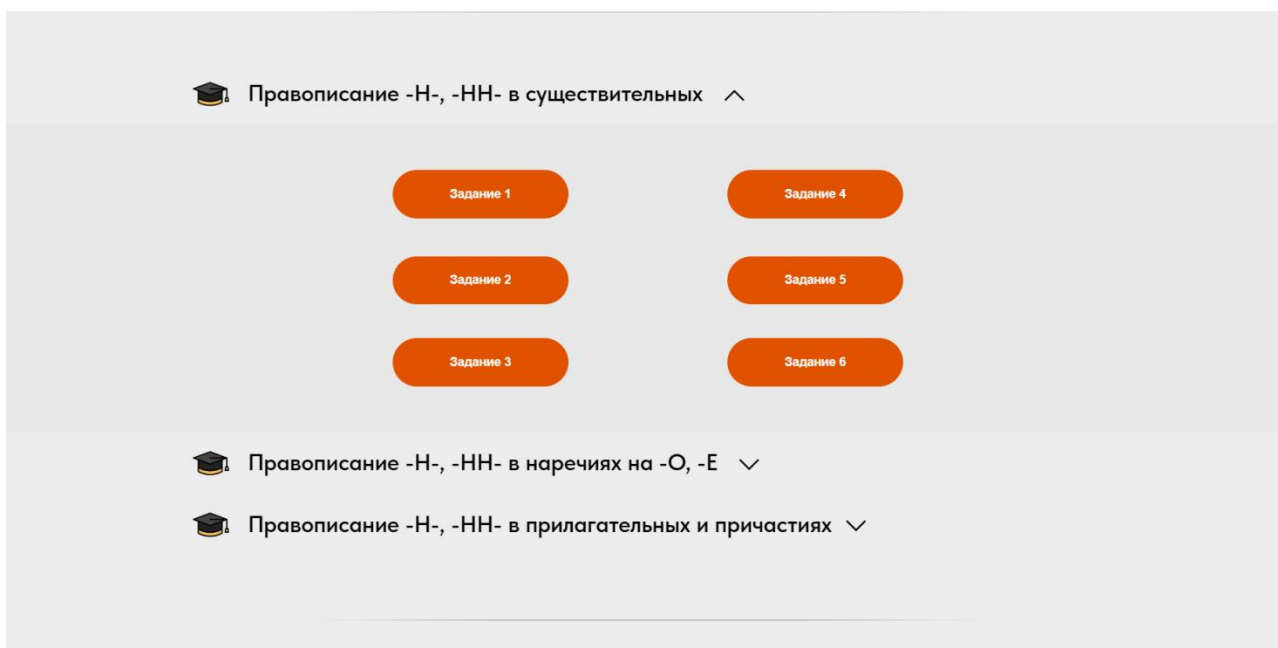 Правописание -Н-, -НН- в существительных
Задание 1
Задание 4
Задание 2
Задание 5
Задание 3
Задание 6
Правописание -Н-, -НН- в наречиях на -О, -Е
Правописание -Н-, -НН- в прилагательных и причастиях